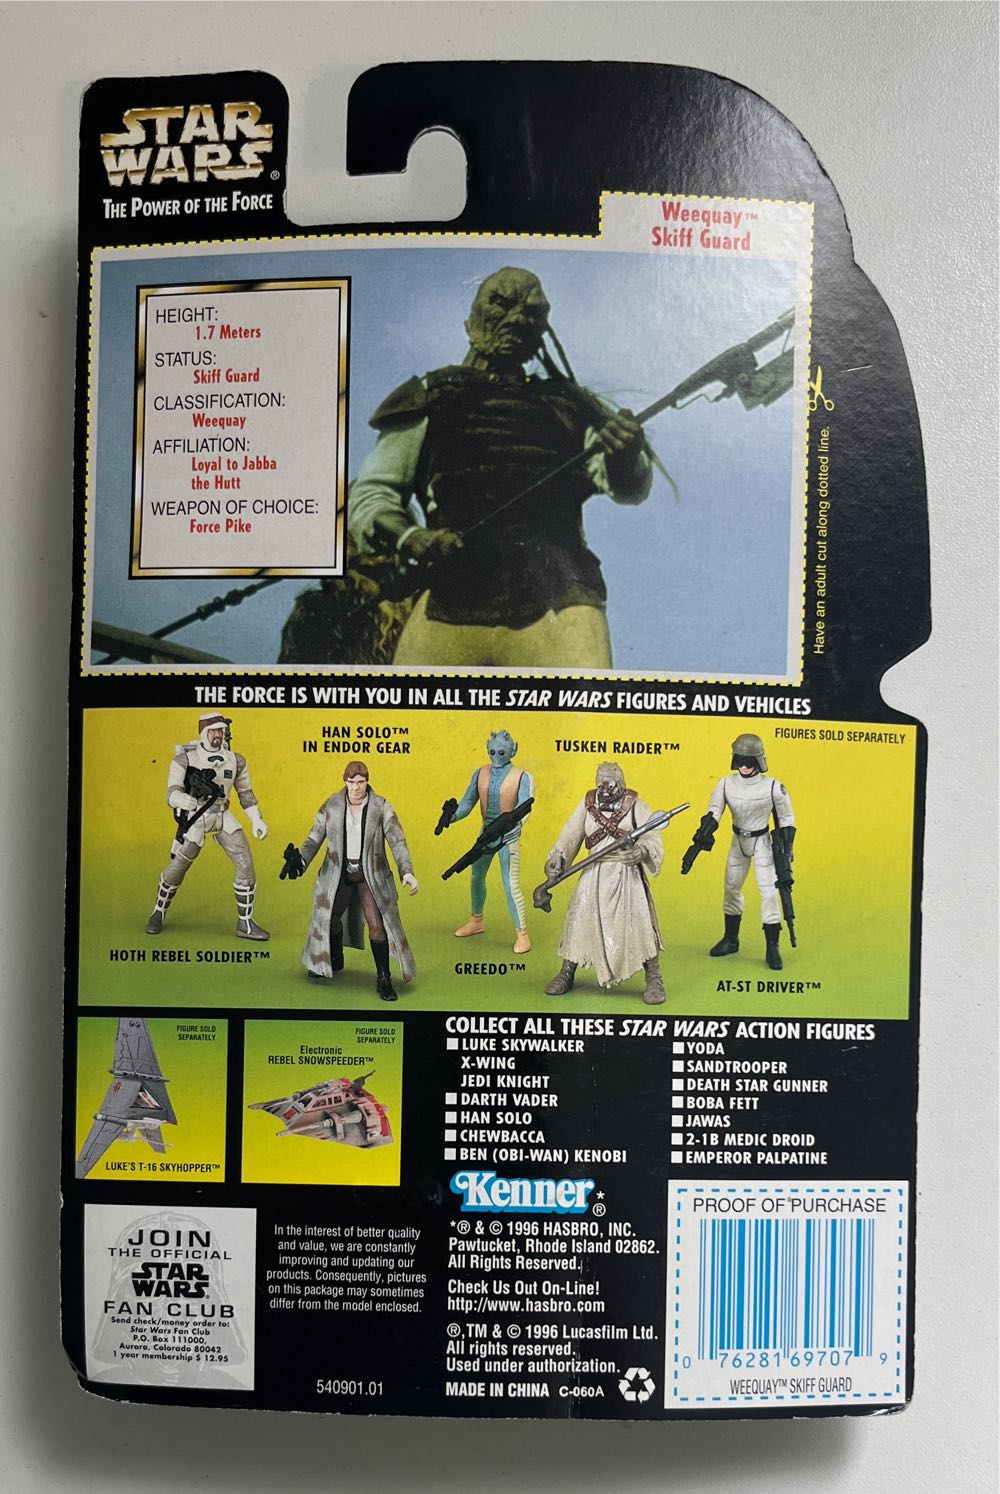 STAR
WARS®
THE POWER OF THE FORCE
Weequay™
Skiff Guard
HEIGHT:
1.7 Meters
STATUS:
Skiff Guard
CLASSIFICATION:
Weequay
AFFILIATION:
Loyal to Jabba
the Hutt
WEAPON OF CHOICE:
Force Pike
Have an adult cut along dotted line.
THE FORCE IS WITH YOU IN ALL THE STAR WARS FIGURES AND VEHICLES
FIGURES SOLD SEPARATELY
HAN SOLO™
IN ENDOR GEAR
TUSKEN RAIDER™
HOTH REBEL SOLDIER™
GREEDO™
AT-ST DRIVER™
FIGURE SOLD
SEPARATELY
LUKE'S T-16 SKYHOPPER™
FIGURE SOLD
SEPARATELY
Electronic
REBEL SNOWSPEEDER™
COLLECT ALL THESE STAR WARS ACTION FIGURES
■ LUKE SKYWALKER
X-WING
JEDI KNIGHT
■ DARTH VADER
■ HAN SOLO
■ CHEWBACCA
■ BEN (OBI-WAN) KENOBI
■ YODA
■ SANDTROOPER
■ DEATH STAR GUNNER
■ BOBA FETT
■ JAWAS
■ 2-1B MEDIC DROID
■ EMPEROR PALPATINE
JOIN
THE OFFICIAL
STAR
WARS
FAN CLUB
Send check/money order to:
Star Wars Fan Club
P.O. Box 111000,
Aurora, Colorado 80042
1 year membership $ 12.95
In the interest of better quality
and value, we are constantly
improving and updating our
products. Consequently, pictures
on this package may sometimes
differ from the model enclosed.
540901.01
Kenner®*
*® & © 1996 HASBRO, INC.
Pawtucket, Rhode Island 02862.
All Rights Reserved.
Check Us Out On-Line!
http://www.hasbro.com
®,TM & © 1996 Lucasfilm Ltd.
All rights reserved.
Used under authorization.
MADE IN CHINA C-060A
PROOF OF PURCHASE
0 76281 69707 9
WEEQUAY™ SKIFF GUARD